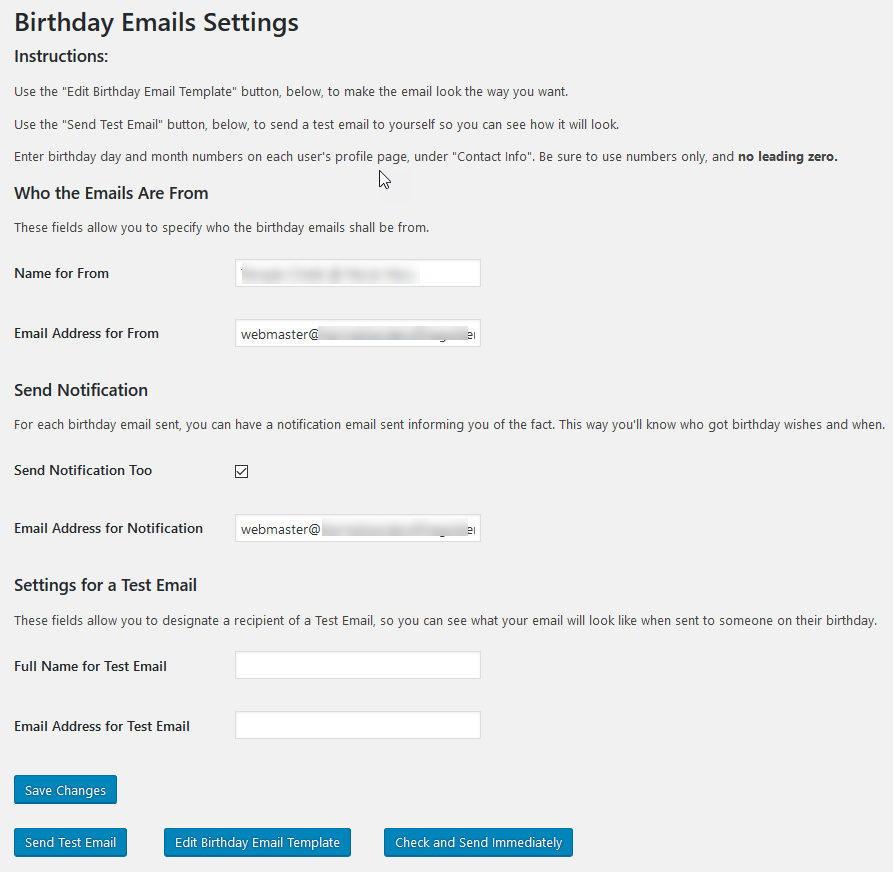 Birthday Emails Settings
Instructions:
Use the "Edit Birthday Email Template" button, below, to make the email look the way you want.
Use the "Send Test Email" button, below, to send a test email to yourself so you can see how it will look.
Enter birthday day and month numbers on each user's profile page, under "Contact Info". Be sure to use numbers only, and no leading zero.
Who the Emails Are From
These fields allow you to specify who the birthday emails shall be from.
Name for From
Email Address for From webmaster@
Send Notification
For each birthday email sent, you can have a notification email sent informing you of the fact. This way you'll know who got birthday wishes and when.
Send Notification Too
Email Address for Notification webmaster@
Settings for a Test Email
These fields allow you to designate a recipient of a Test Email, so you can see what your email will look like when sent to someone on their birthday.
Full Name for Test Email
Email Address for Test Email
Save Changes
Send Test Email Edit Birthday Email Template Check and Send Immediately